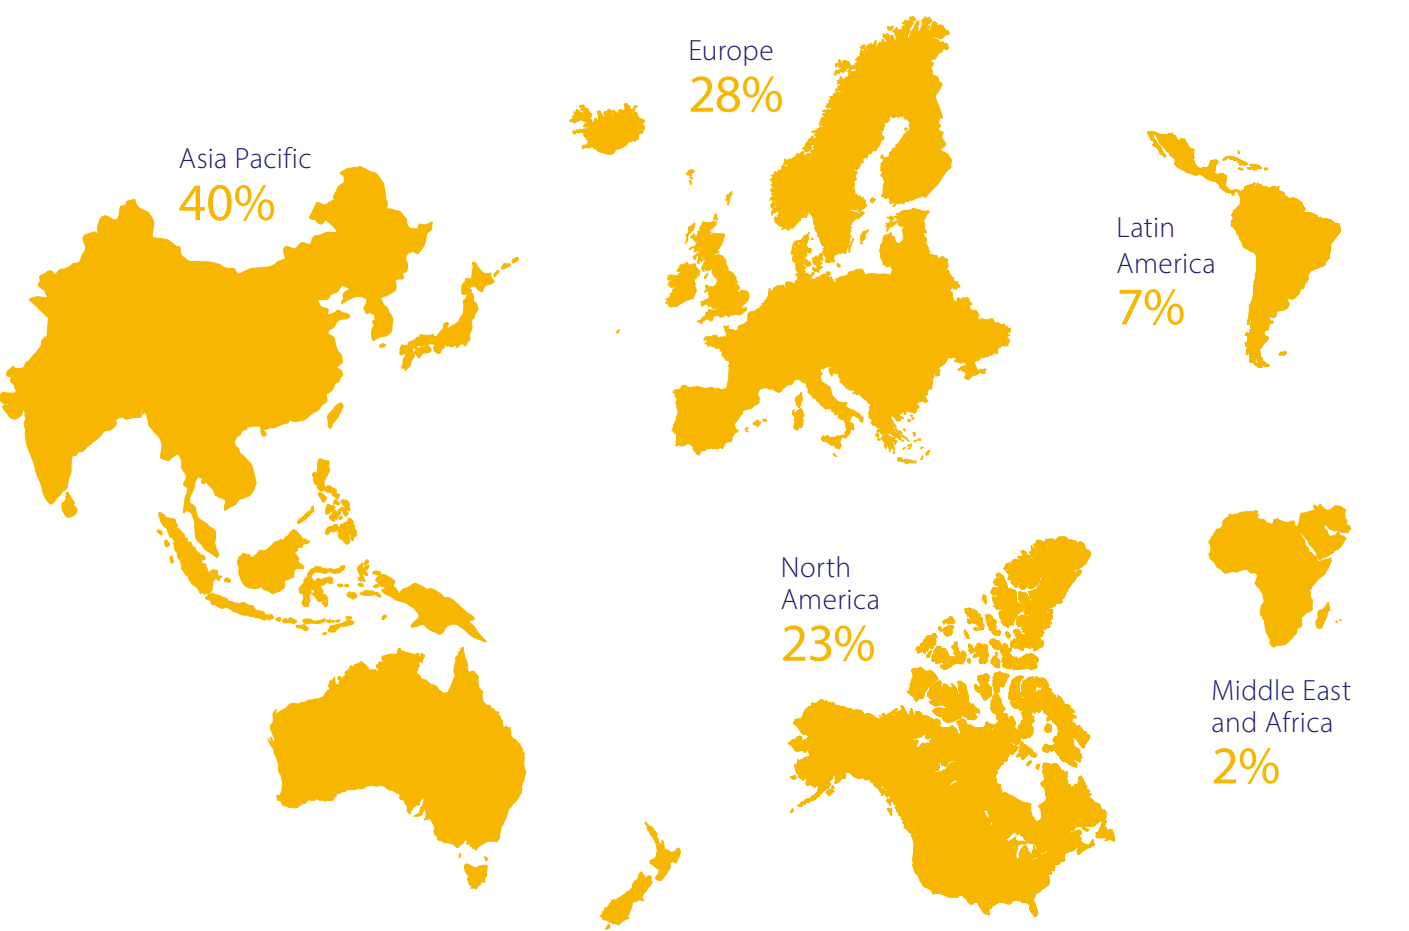 Europe
28%
Asia Pacific
40%
Latin
America
7%
North
America
23%
Middle East
and Africa
2%